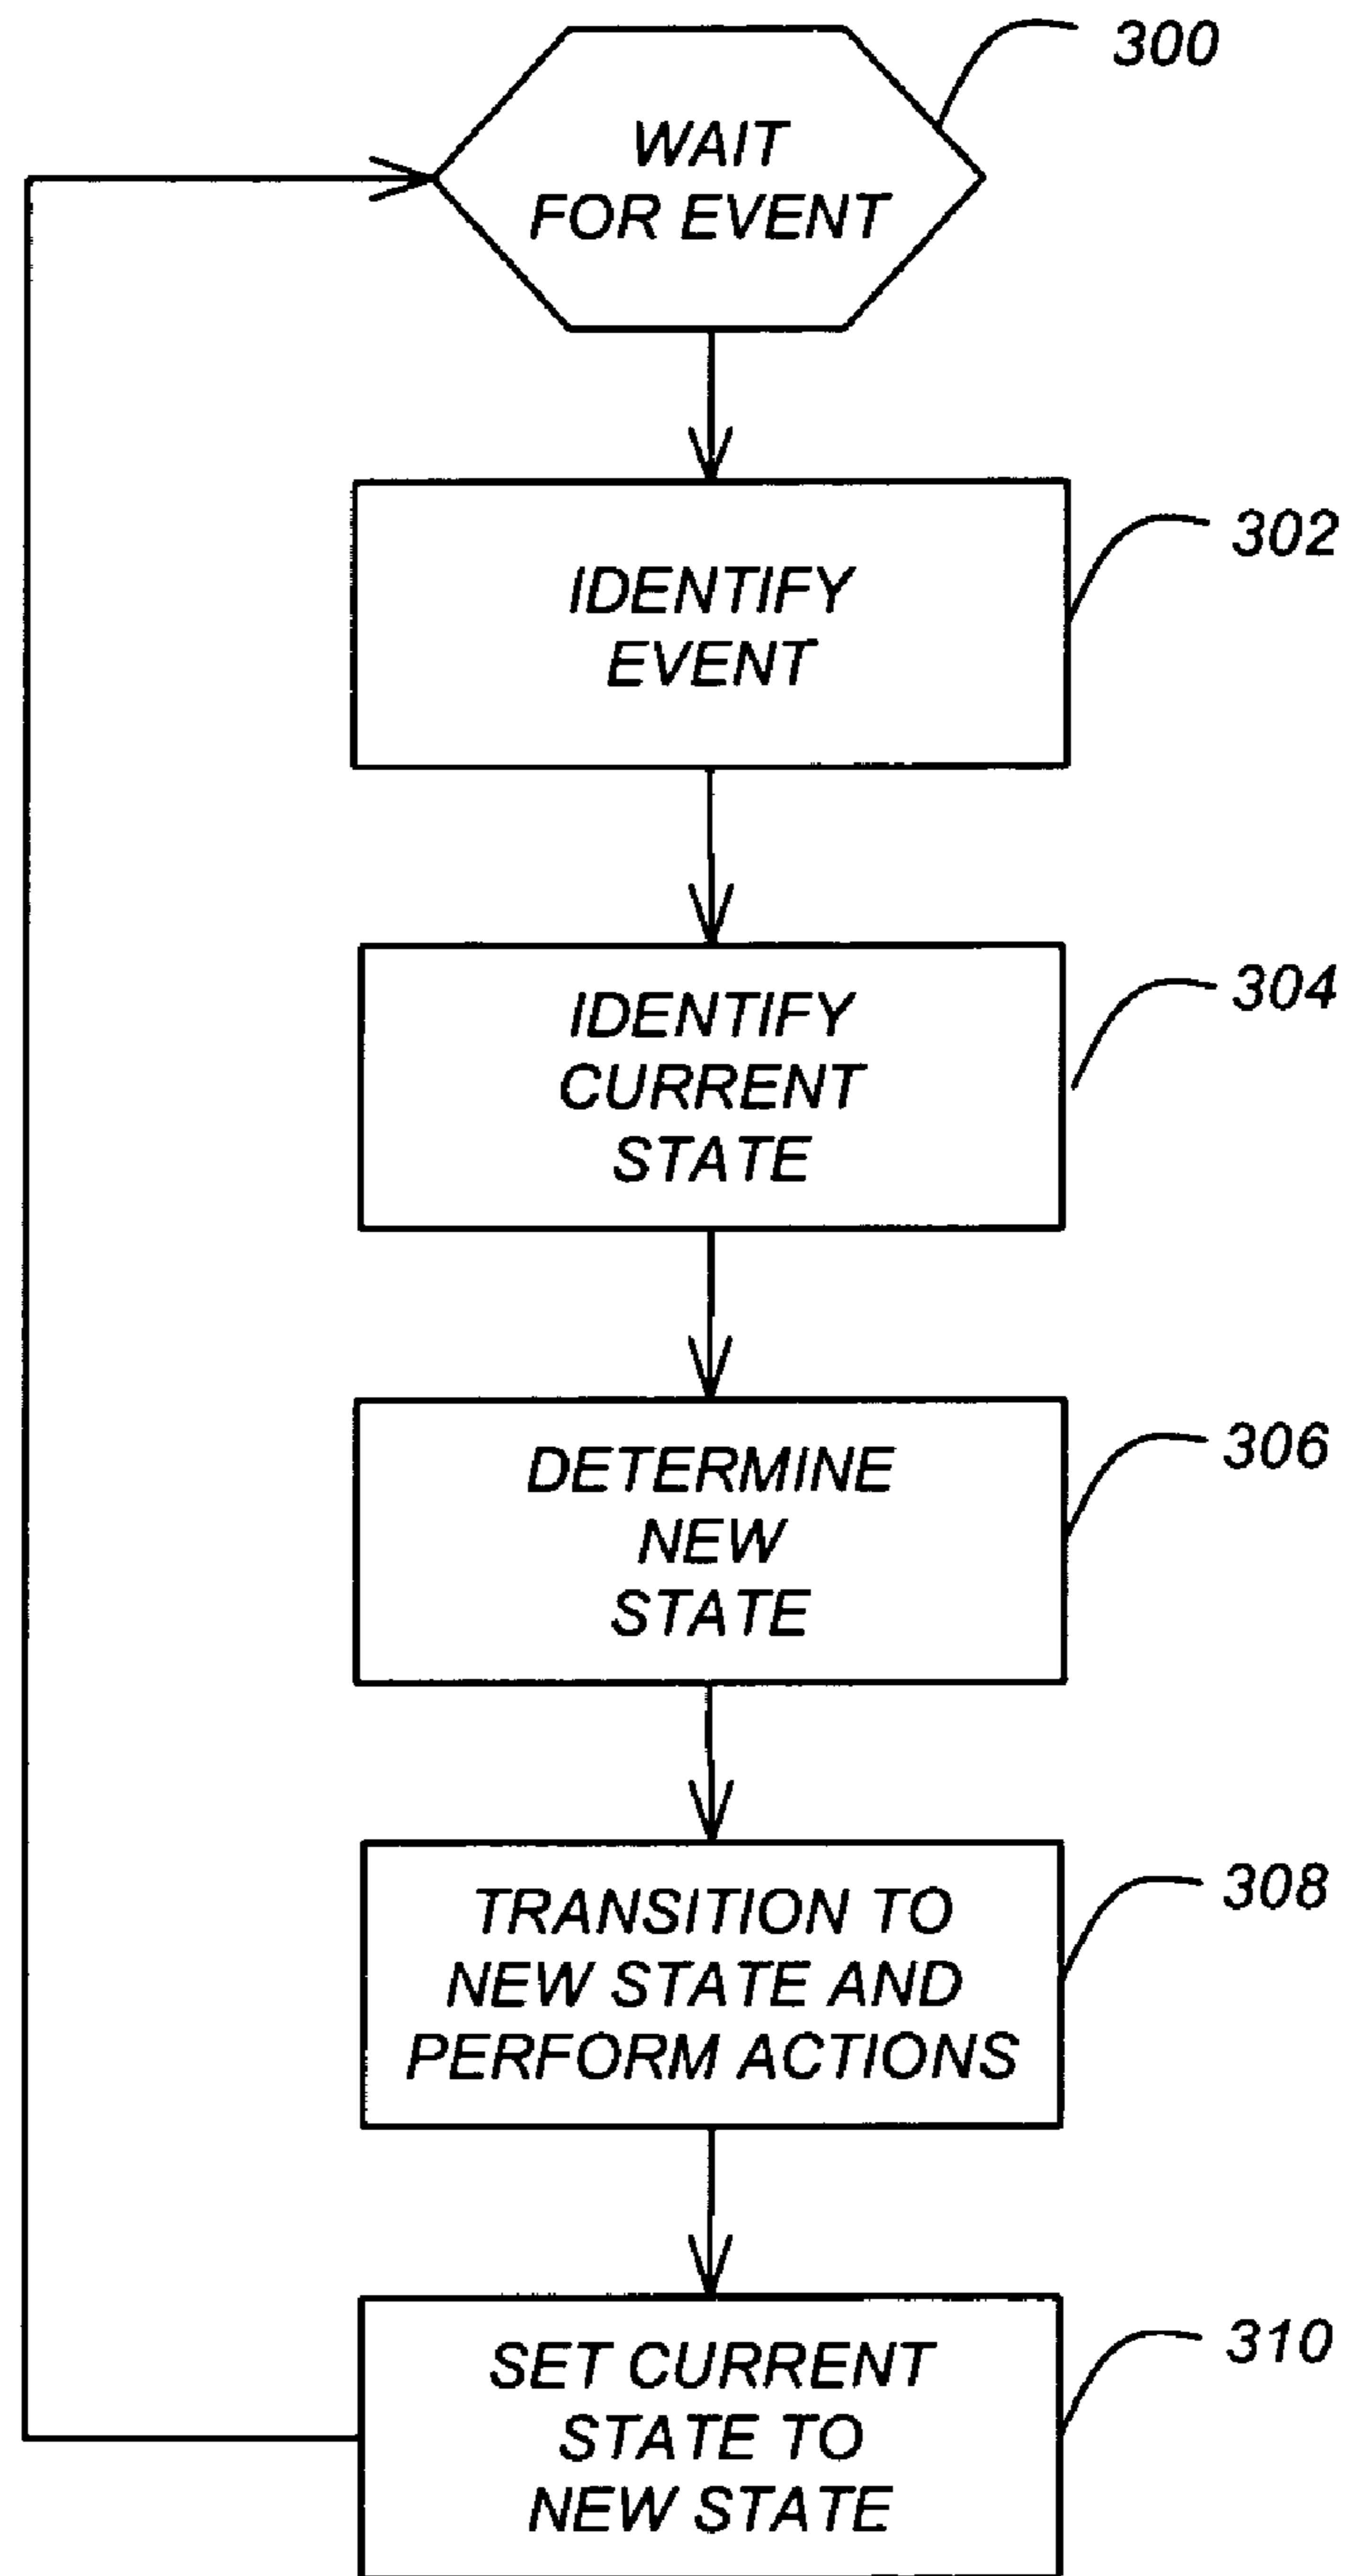 300
WAIT
FOR EVENT
302
IDENTIFY
EVENT
304
IDENTIFY
CURRENT
STATE
306
DETERMINE
NEW
STATE
308
TRANSITION TO
NEW STATE AND
PERFORM ACTIONS
310
SET CURRENT
STATE TO
NEW STATE